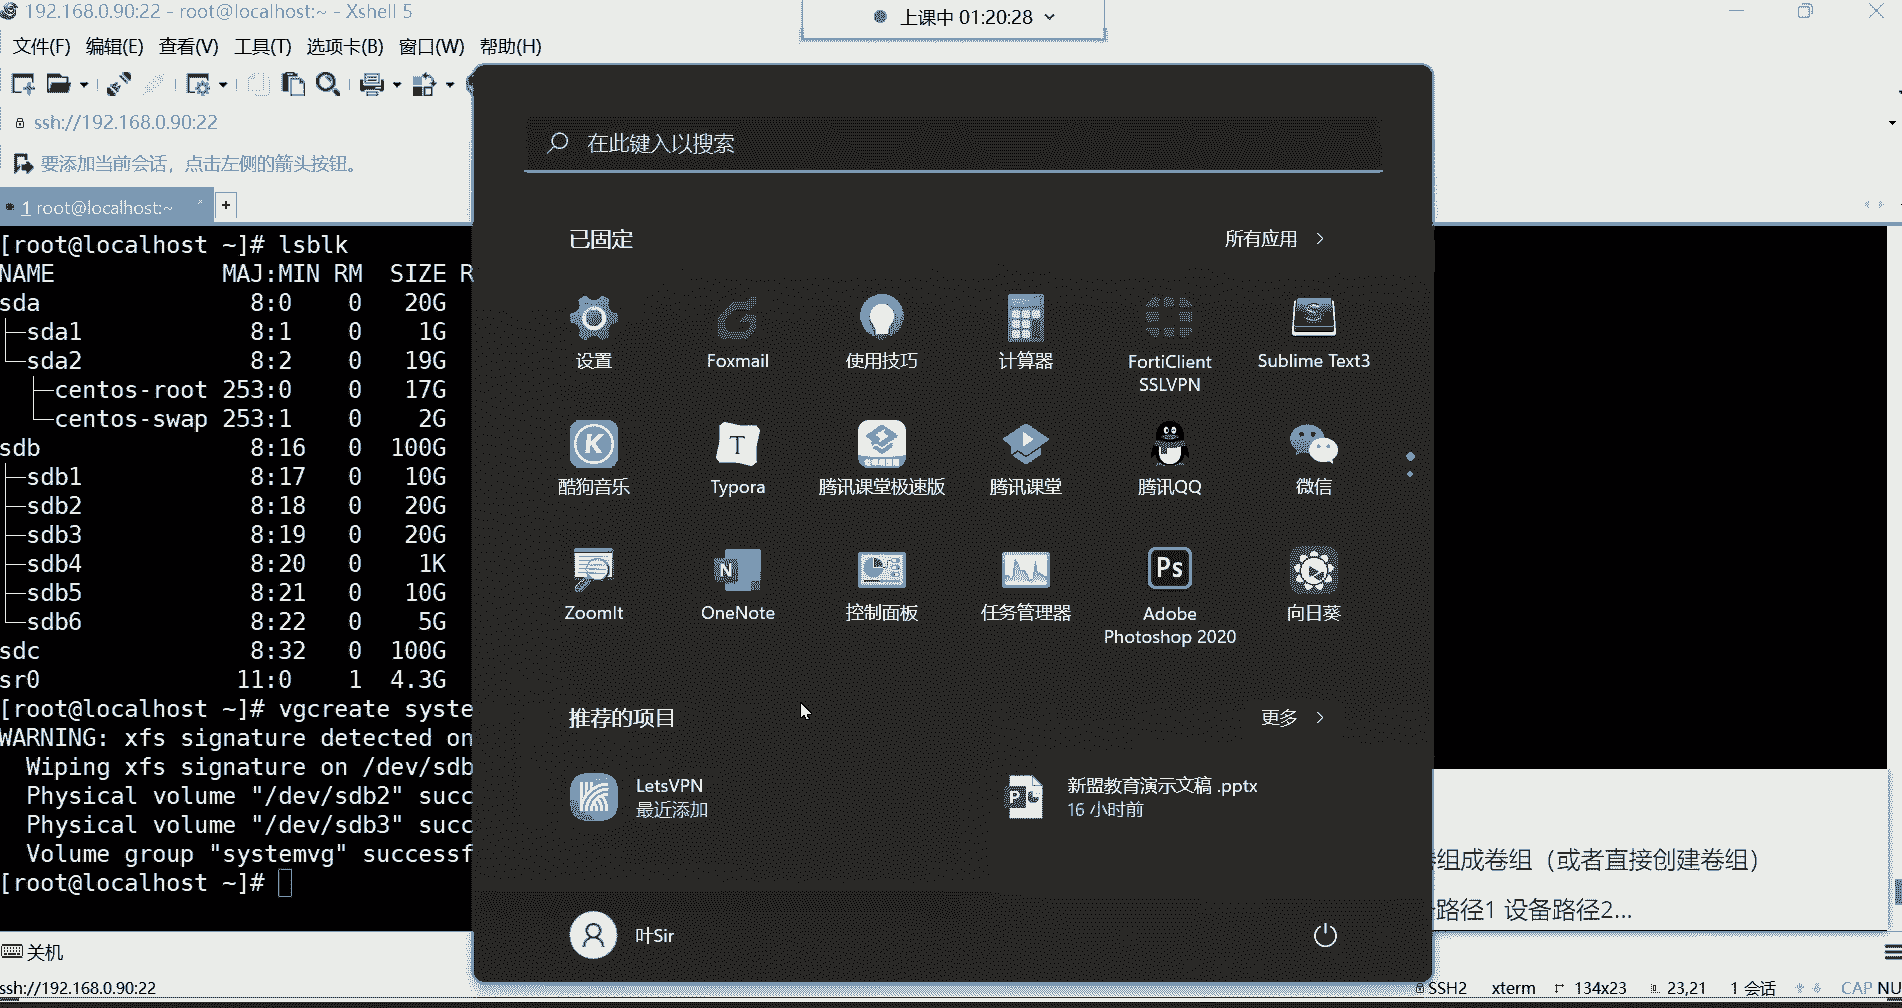 192.168.0.90:22 - root@localhost:~ - Xshell 5
上课中 01:20:28
文件(F) 编辑(E) 查看(V) 工具(T) 选项卡(B) 窗口(W) 帮助(H)
ssh://192.168.0.90:22
要添加当前会话，点击左侧的箭头按钮。
1 root@localhost:~
+
[root@localhost ~]# lsblk
NAME MAJ:MIN RM SIZE R
sda 8:0 0 20G
├─sda1 8:1 0 1G
└─sda2 8:2 0 19G
├─centos-root 253:0 0 17G
└─centos-swap 253:1 0 2G
sdb 8:16 0 100G
├─sdb1 8:17 0 10G
├─sdb2 8:18 0 20G
├─sdb3 8:19 0 20G
├─sdb4 8:20 0 1K
├─sdb5 8:21 0 10G
└─sdb6 8:22 0 5G
sdc 8:32 0 100G
sr0 11:0 1 4.3G
[root@localhost ~]# vgcreate syste
WARNING: xfs signature detected on
Wiping xfs signature on /dev/sdb
Physical volume "/dev/sdb2" succ
Physical volume "/dev/sdb3" succ
Volume group "systemvg" successf
[root@localhost ~]#
在此键入以搜索
已固定
所有应用
设置
Foxmail
使用技巧
计算器
FortiClient
SSLVPN
Sublime Text3
酷狗音乐
Typora
腾讯课堂极速版
腾讯课堂
腾讯QQ
微信
ZoomIt
OneNote
控制面板
任务管理器
Ps
Adobe
Photoshop 2020
向日葵
推荐的项目
更多
LetsVPN
最近添加
新盟教育演示文稿 .pptx
16 小时前
叶Sir
组成卷组（或者直接创建卷组）
路径1 设备路径2...
关机
ssh://192.168.0.90:22
SSH2 xterm 134x23 23,21 1 会话 CAP NU